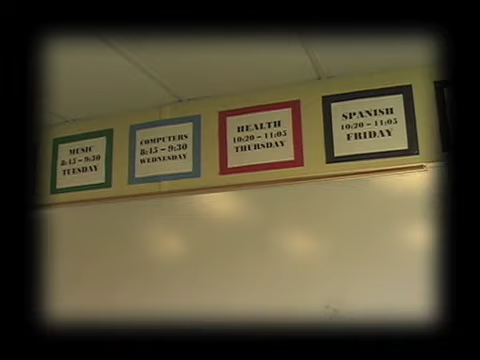 MUSIC
8:45 – 9:30
TUESDAY
COMPUTERS
8:45 – 9:30
WEDNESDAY
HEALTH
10:20 – 11:05
THURSDAY
SPANISH
10:20 – 11:05
FRIDAY